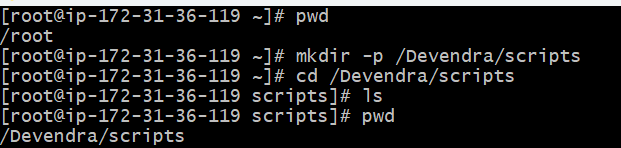 [root@ip-172-31-36-119 ~]# pwd
/root
[root@ip-172-31-36-119 ~]# mkdir -p /Devendra/scripts
[root@ip-172-31-36-119 ~]# cd /Devendra/scripts
[root@ip-172-31-36-119 scripts]# ls
[root@ip-172-31-36-119 scripts]# pwd
/Devendra/scripts